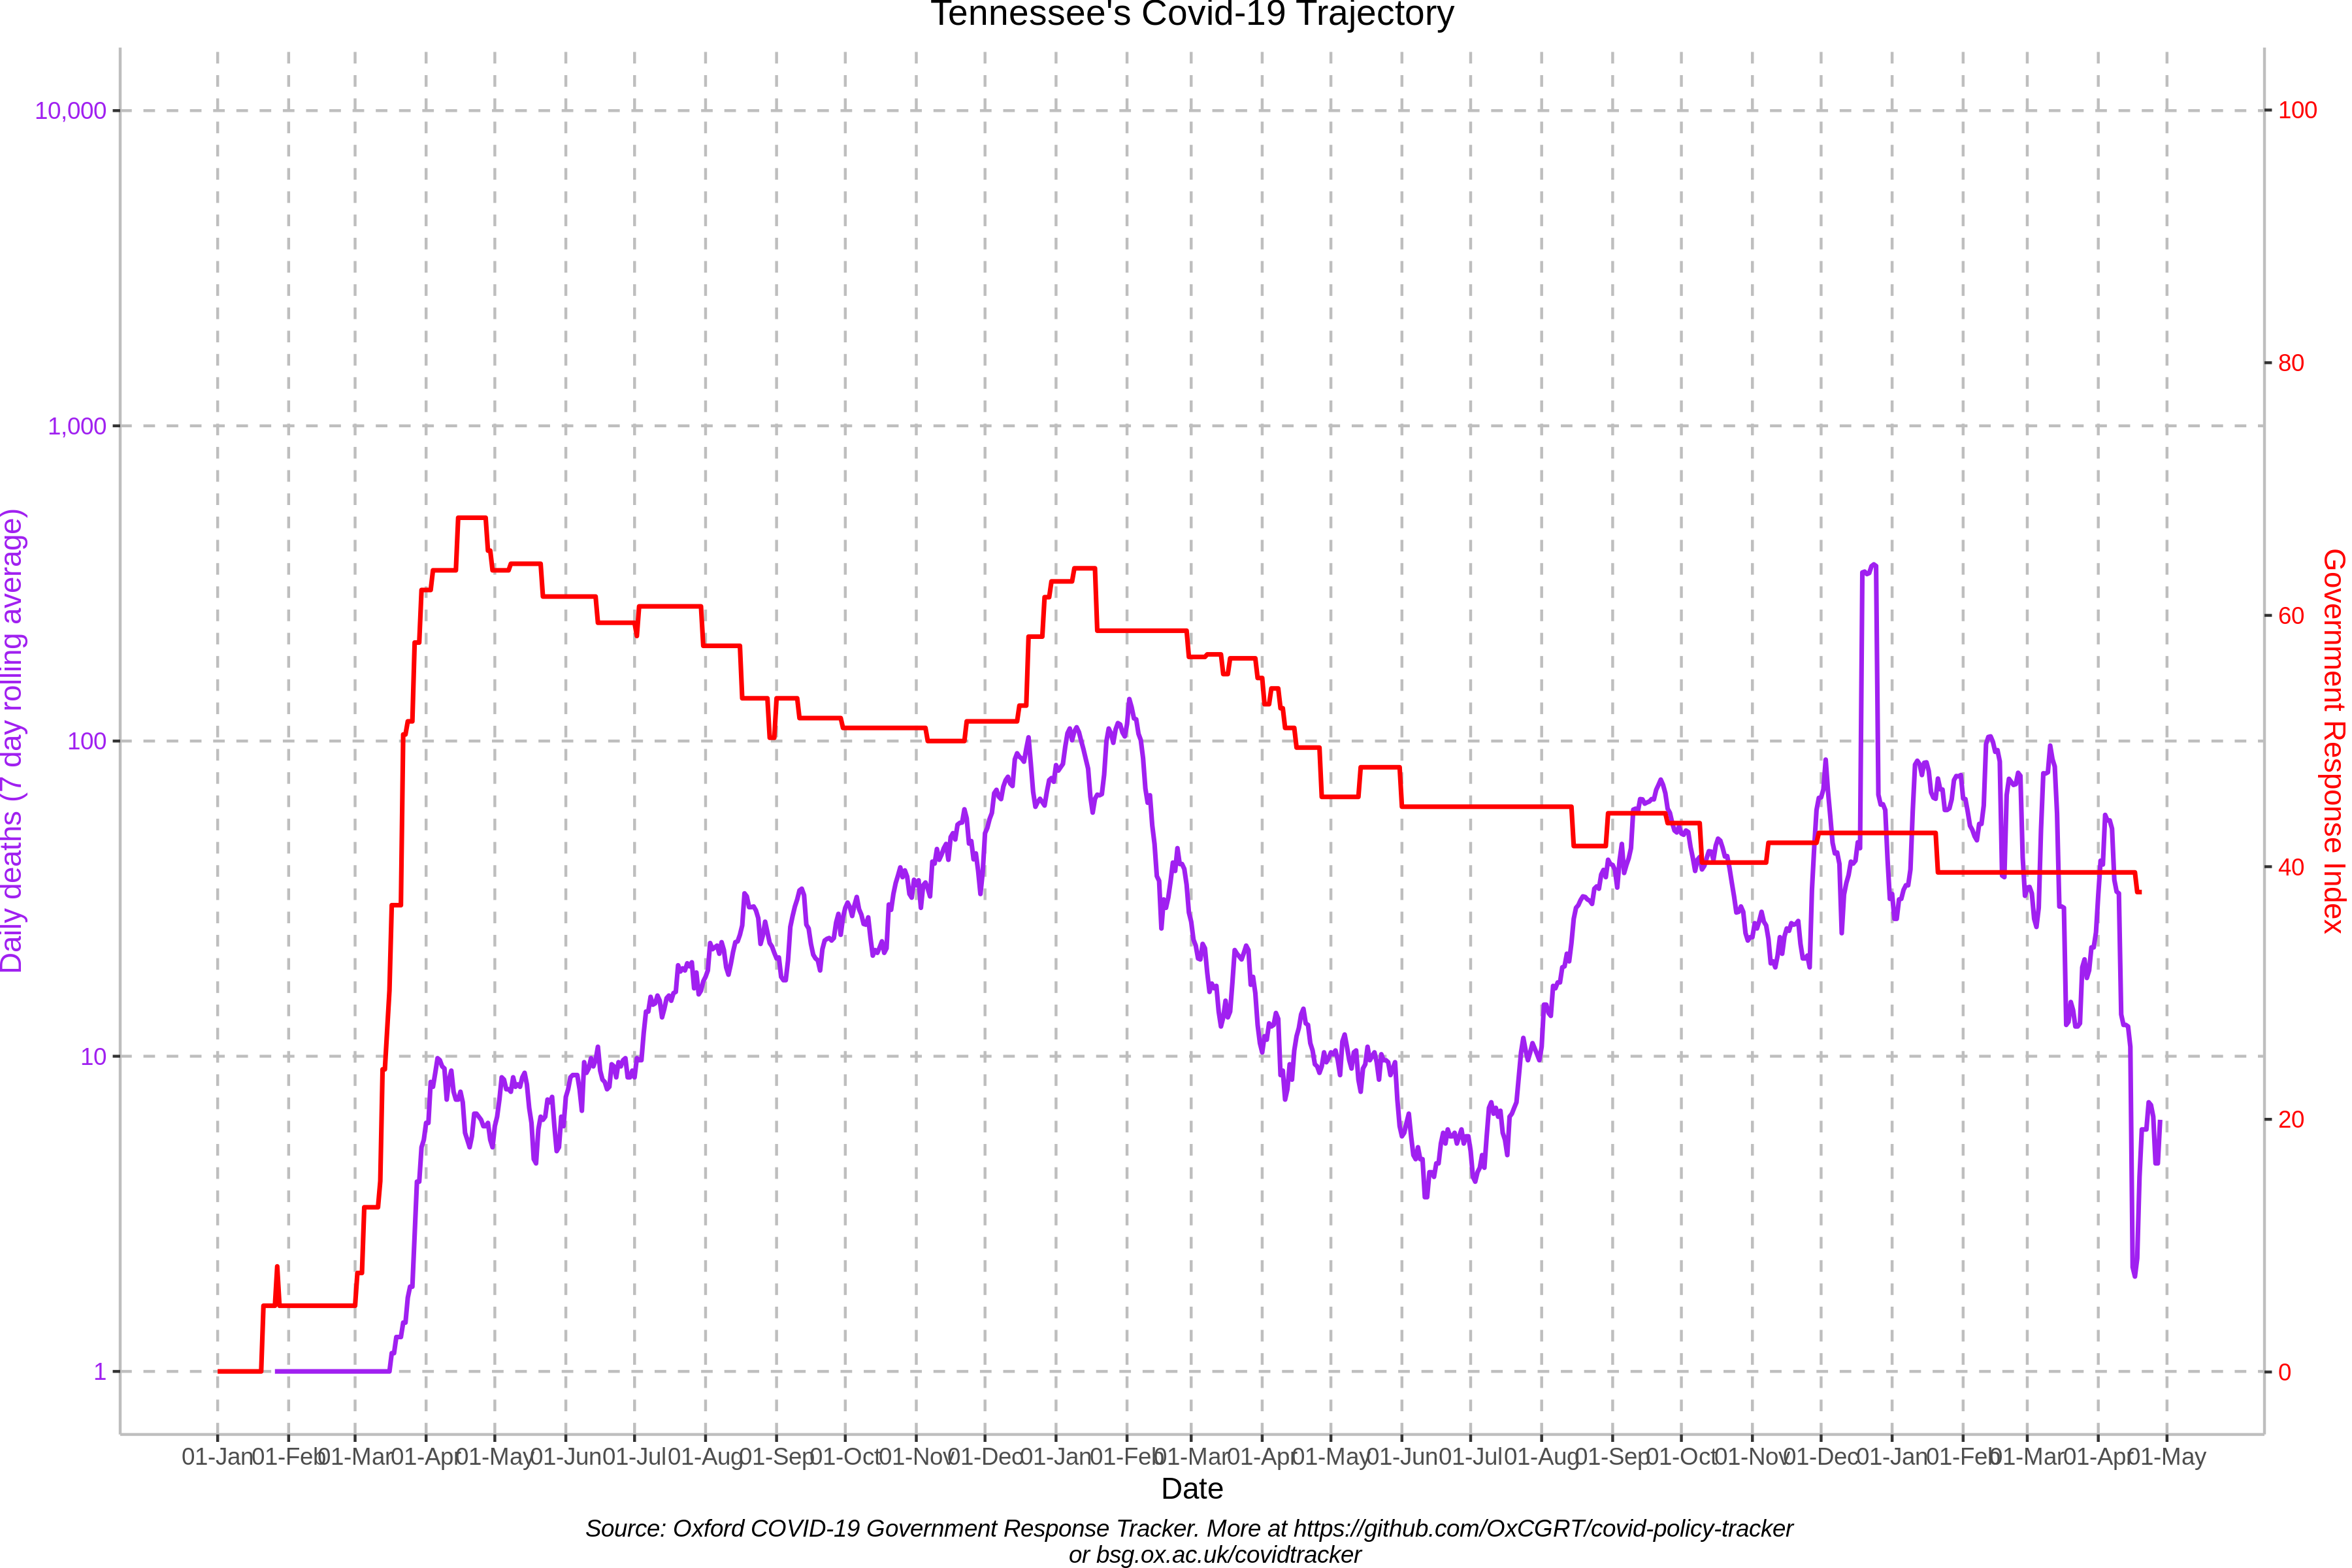 Tennessee's Covid-19 Trajectory
10,000
1,000
100
10
1
Daily deaths (7 day rolling average)
100
80
60
40
20
0
Government Response Index
01-Jan 01-Feb 01-Mar 01-Apr 01-May 01-Jun 01-Jul 01-Aug 01-Sep 01-Oct 01-Nov 01-Dec 01-Jan 01-Feb 01-Mar 01-Apr 01-May 01-Jun 01-Jul 01-Aug 01-Sep 01-Oct 01-Nov 01-Dec 01-Jan 01-Feb 01-Mar 01-Apr 01-May
Date
Source: Oxford COVID-19 Government Response Tracker. More at https://github.com/OxCGRT/covid-policy-tracker
or bsg.ox.ac.uk/covidtracker